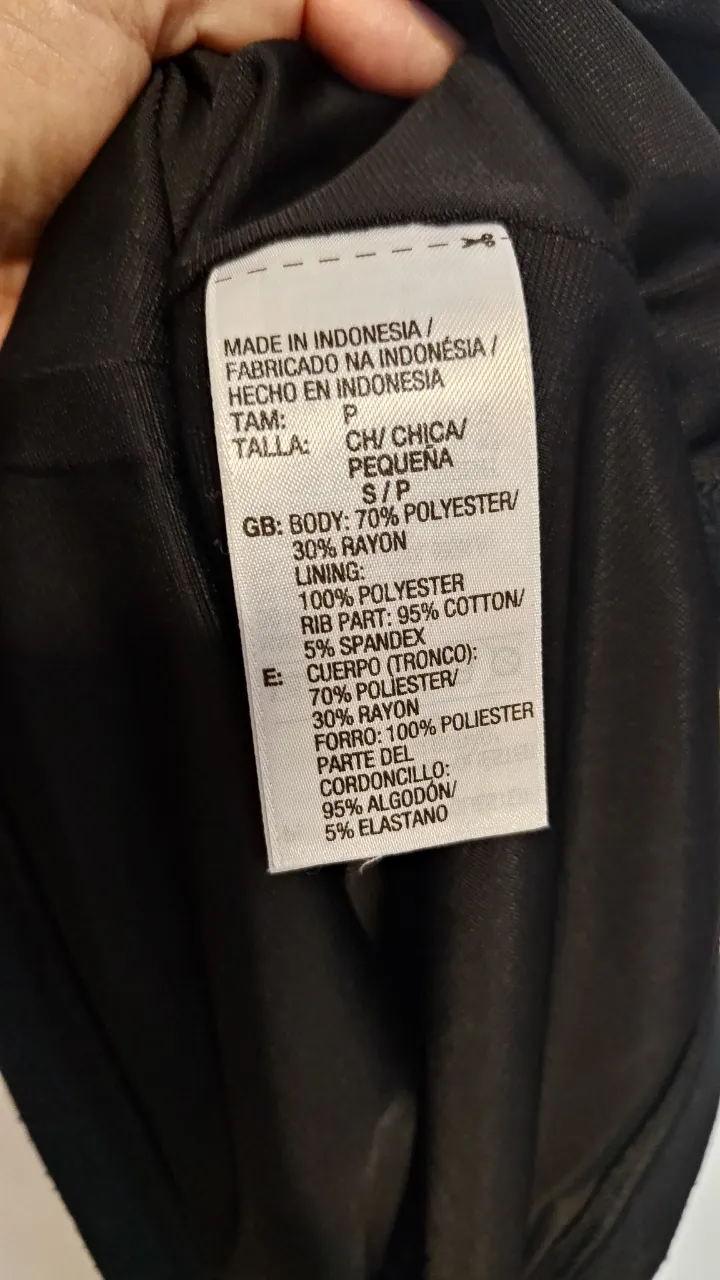 MADE IN INDONESIA /
FABRICADO NA INDONÉSIA /
HECHO EN INDONESIA
TAM: P
TALLA: CH/ CHICA/
PEQUEÑA
S / P
GB: BODY: 70% POLYESTER/
30% RAYON
LINING:
100% POLYESTER
RIB PART: 95% COTTON/
5% SPANDEX
E: CUERPO (TRONCO):
70% POLIESTER/
30% RAYON
FORRO: 100% POLIESTER
PARTE DEL
CORDONCILLO:
95% ALGODÓN/
5% ELASTANO